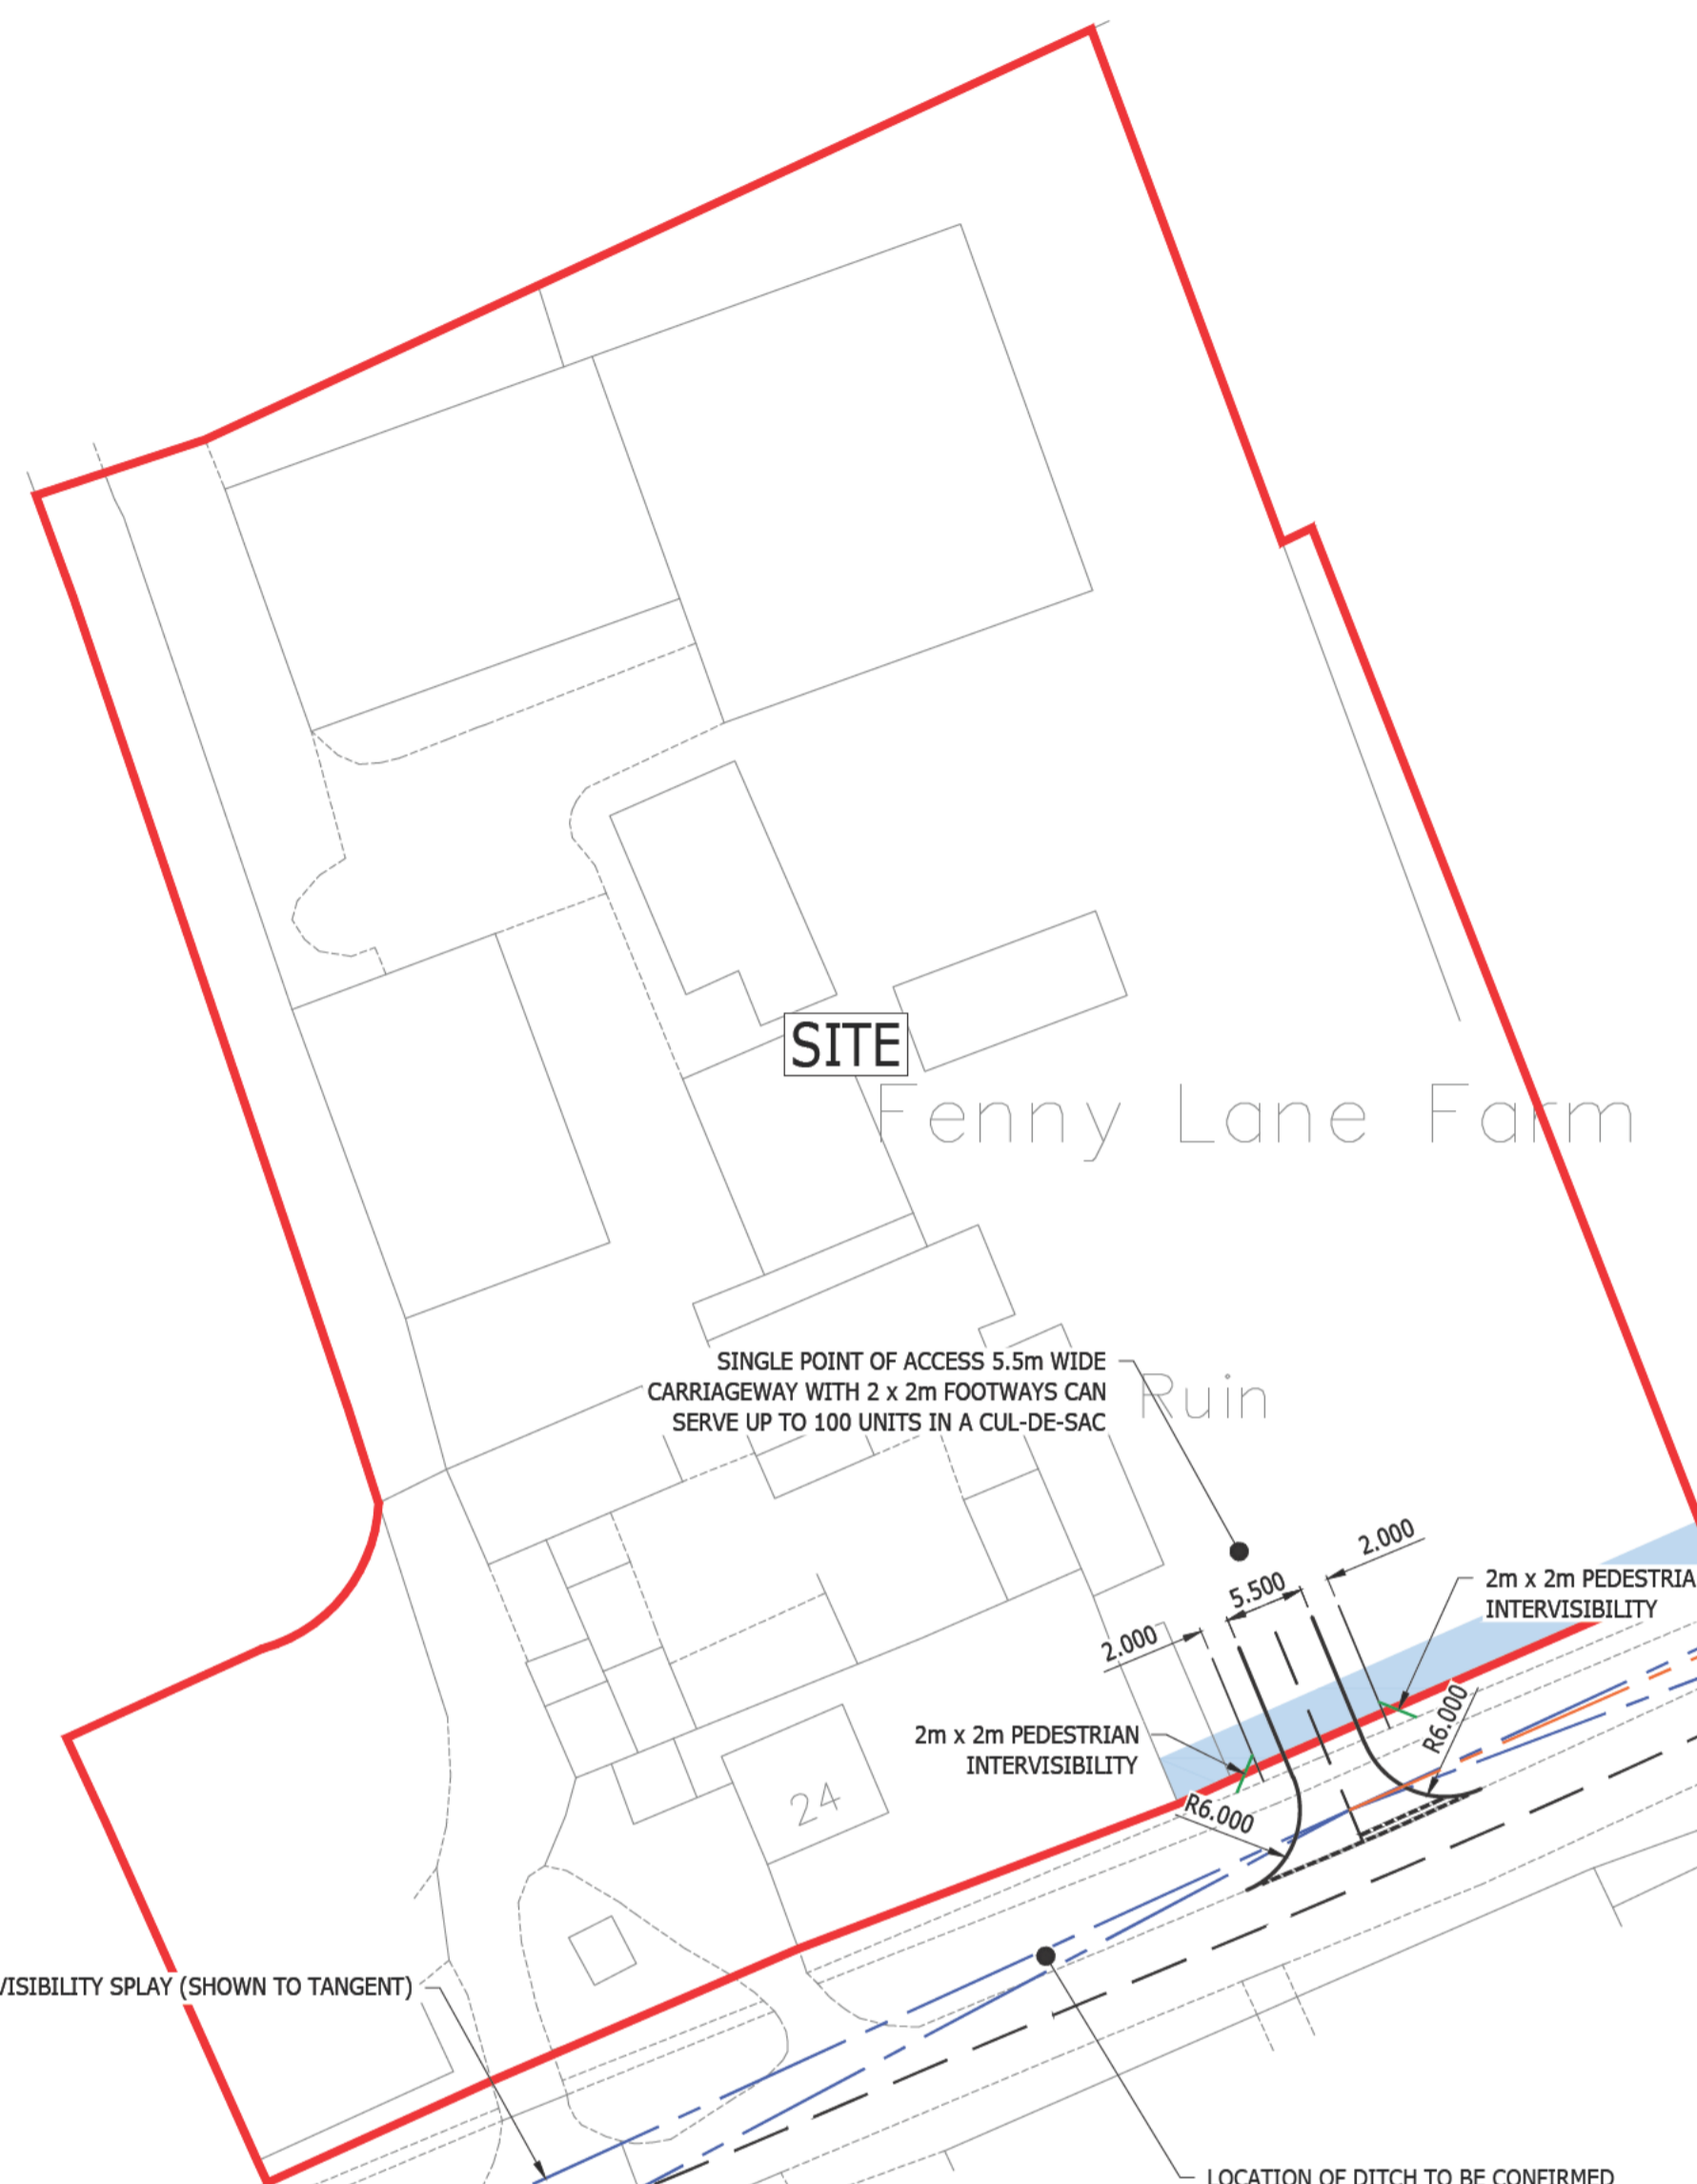 SITE
Fenny Lane Farm
SINGLE POINT OF ACCESS 5.5m WIDE
CARRIAGEWAY WITH 2 x 2m FOOTWAYS CAN
SERVE UP TO 100 UNITS IN A CUL-DE-SAC
Ruin
2.000
5.500
2.000
2m x 2m PEDESTRIA
INTERVISIBILITY
2m x 2m PEDESTRIAN
INTERVISIBILITY
R6.000
R6.000
24
VISIBILITY SPLAY (SHOWN TO TANGENT)
LOCATION OF DITCH TO BE CONFIRMED